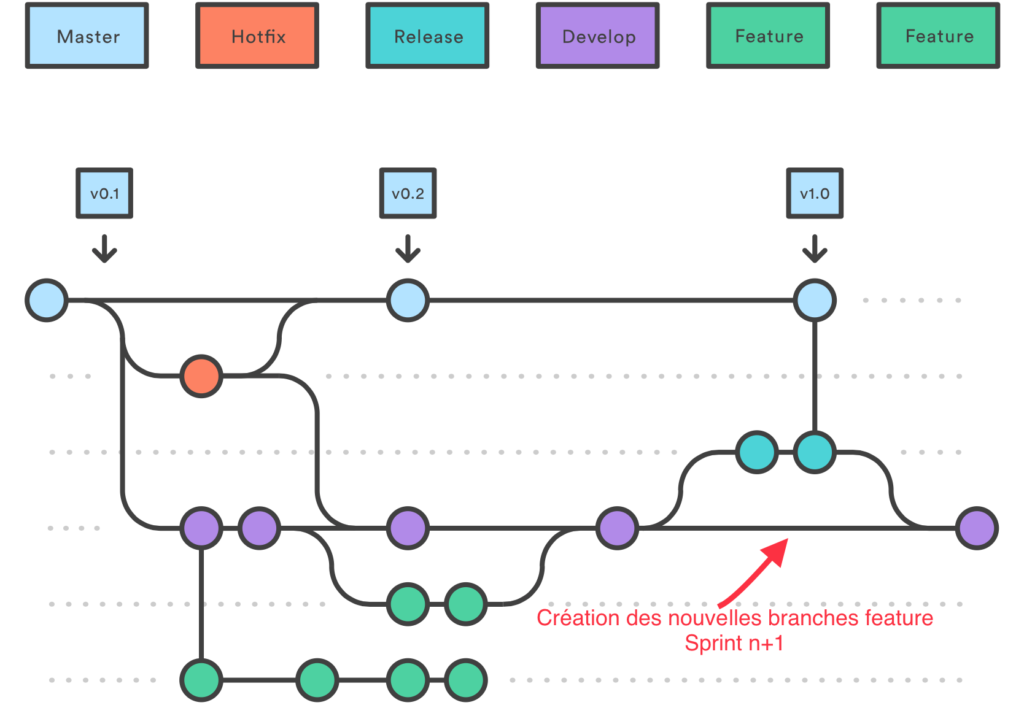 Master
Hotfix
Release
Develop
Feature
Feature
v0.1
v0.2
v1.0
Création des nouvelles branches feature
Sprint n+1